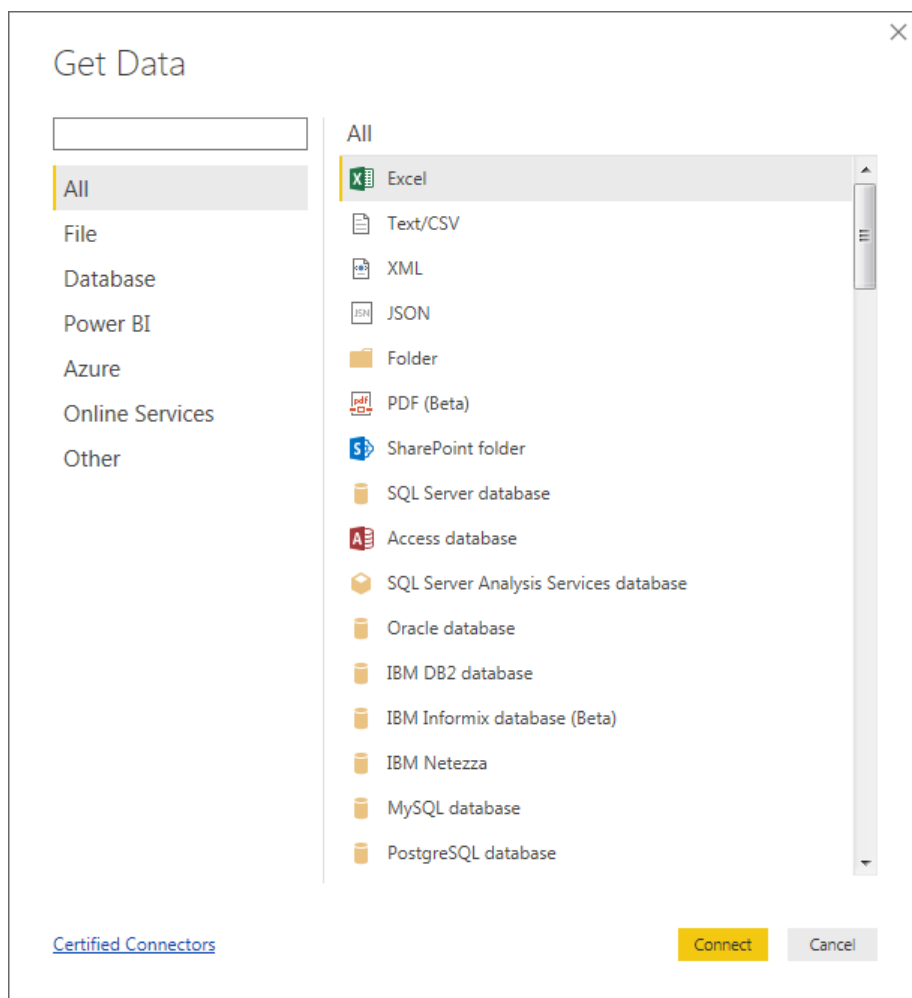 Get Data
All
File
Database
Power BI
Azure
Online Services
Other
All
Excel
Text/CSV
XML
JSN JSON
Folder
pdf PDF (Beta)
SharePoint folder
SQL Server database
Access database
SQL Server Analysis Services database
Oracle database
IBM DB2 database
IBM Informix database (Beta)
IBM Netezza
MySQL database
PostgreSQL database
Certified Connectors
Connect
Cancel